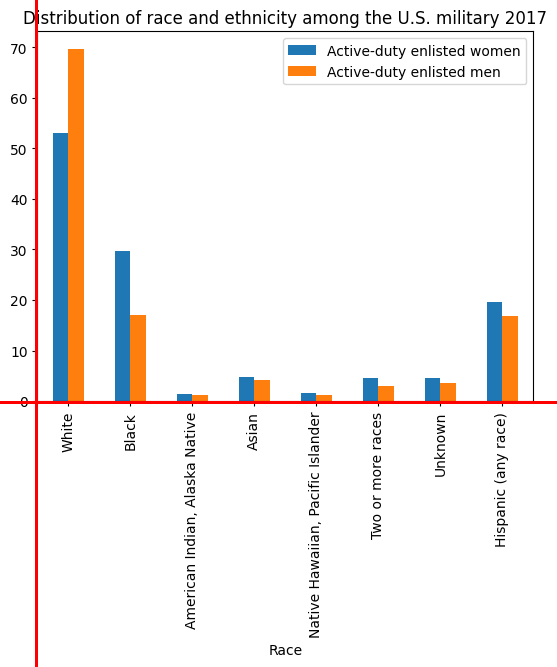 Distribution of race and ethnicity among the U.S. military 2017
Active-duty enlisted women
Active-duty enlisted men
70
60
50
40
30
20
10
0
White
Black
American Indian, Alaska Native
Asian
Native Hawaiian, Pacific Islander
Two or more races
Unknown
Hispanic (any race)
Race